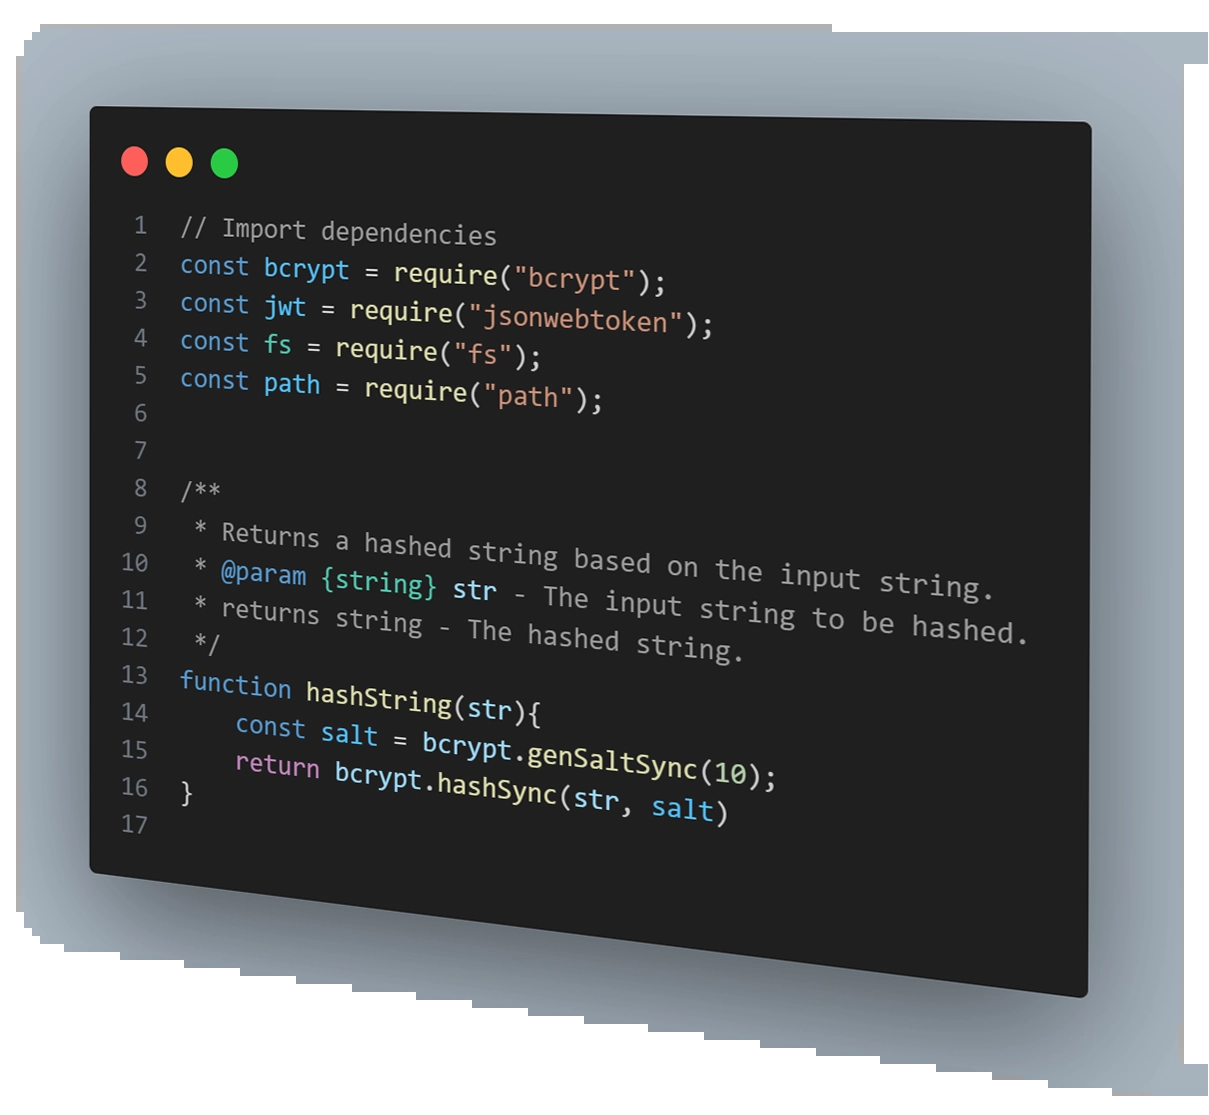 1 // Import dependencies
2 const bcrypt = require("bcrypt");
3 const jwt = require("jsonwebtoken");
4 const fs = require("fs");
5 const path = require("path");
6
7
8 /**
9  * Returns a hashed string based on the input string.
10  * @param {string} str - The input string to be hashed.
11  * returns string - The hashed string.
12  */
13 function hashString(str){
14     const salt = bcrypt.genSaltSync(10);
15     return bcrypt.hashSync(str, salt)
16 }
17